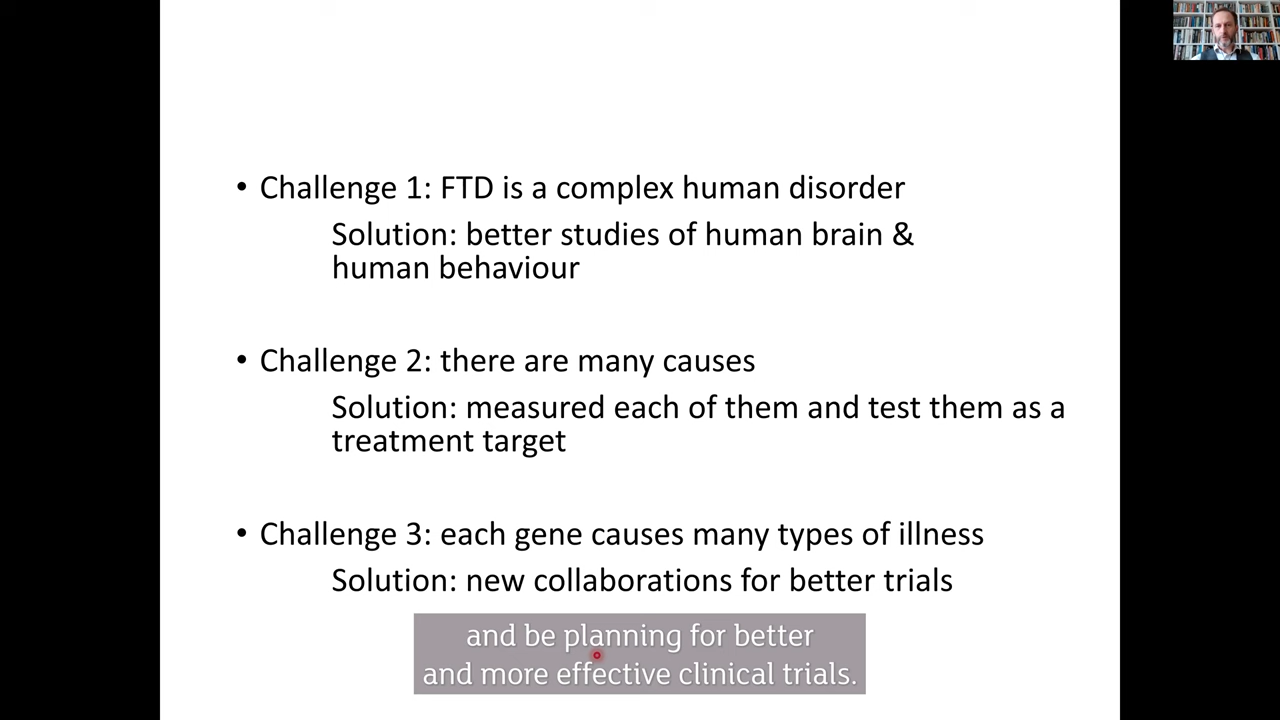 • Challenge 1: FTD is a complex human disorder
Solution: better studies of human brain &
human behaviour
• Challenge 2: there are many causes
Solution: measured each of them and test them as a
treatment target
• Challenge 3: each gene causes many types of illness
Solution: new collaborations for better trials
and be planning for better
and more effective clinical trials.